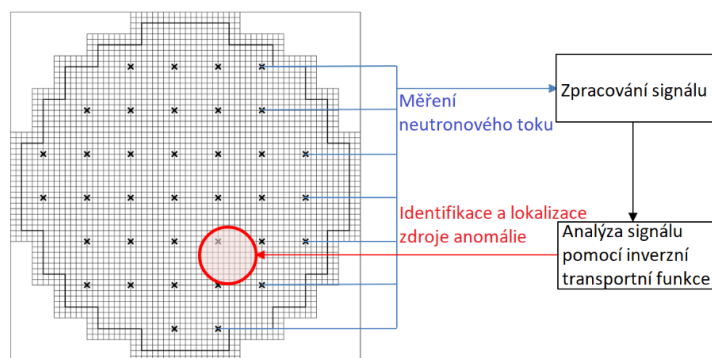 Měření
neutronového toku
Zpracování signálu
Identifikace a lokalizace
zdroje anomálie
Analýza signálu
pomocí inverzní
transportní funkce